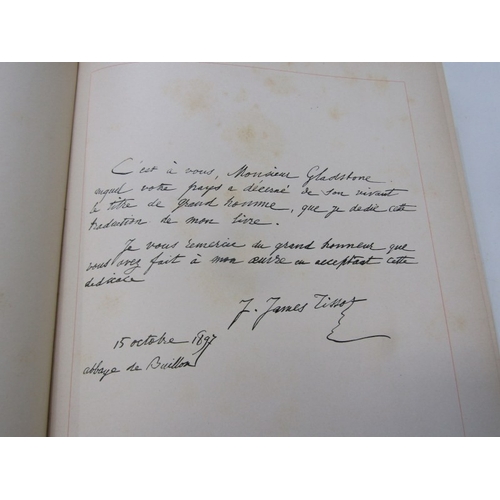 C'est à vous, Monsieur Gladstone
auquel votre pays a décerné de son vivant
le titre de grand homme, que je dédie cette
traduction de mon livre.
Je vous remercie du grand honneur que
vous avez fait à mon œuvre en acceptant cette
dédicace
J. James Tissot
15 octobre 1897
abbaye de Buillon